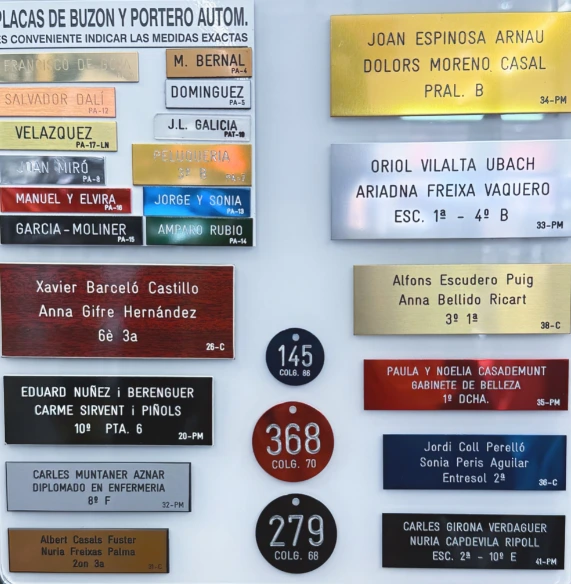 PLACAS DE BUZON Y PORTERO AUTOM.
ES CONVENIENTE INDICAR LAS MEDIDAS EXACTAS
FRANCISCO DE GOYA
M. BERNAL
PA-4
SALVADOR DALÍ
PA-12
DOMINGUEZ
PA-5
VELAZQUEZ
PA-17-LN
J.L. GALICIA
PAT-18
JOAN MIRÓ
PA-8
PELUQUERIA
3º B
PA-7
MANUEL Y ELVIRA
PA-16
JORGE Y SONIA
PA-13
GARCIA-MOLINER
PA-15
AMPARO RUBIO
PA-14
JOAN ESPINOSA ARNAU
DOLORS MORENO CASAL
PRAL. B
34-PM
ORIOL VILALTA UBACH
ARIADNA FREIXA VAQUERO
ESC. 1ª - 4º B
33-PM
Xavier Barceló Castillo
Anna Gifre Hernández
6è 3a
26-C
Alfons Escudero Puig
Anna Bellido Ricart
3º 1ª
38-C
145
COLG. 66
PAULA Y NOELIA CASADEMUNT
GABINETE DE BELLEZA
1º DCHA.
35-PM
EDUARD NUÑEZ i BERENGUER
CARME SIRVENT i PIÑOLS
10º PTA. 6
20-PM
368
COLG. 70
Jordi Coll Perelló
Sonia Peris Aguilar
Entresol 2ª
36-C
CARLES MUNTANER AZNAR
DIPLOMADO EN ENFERMERIA
8º F
32-PM
279
COLG. 68
CARLES GIRONA VERDAGUER
NURIA CAPDEVILA RIPOLL
ESC. 2ª - 10º E
41-PM
Albert Casals Fuster
Nuria Freixas Palma
2on 3a